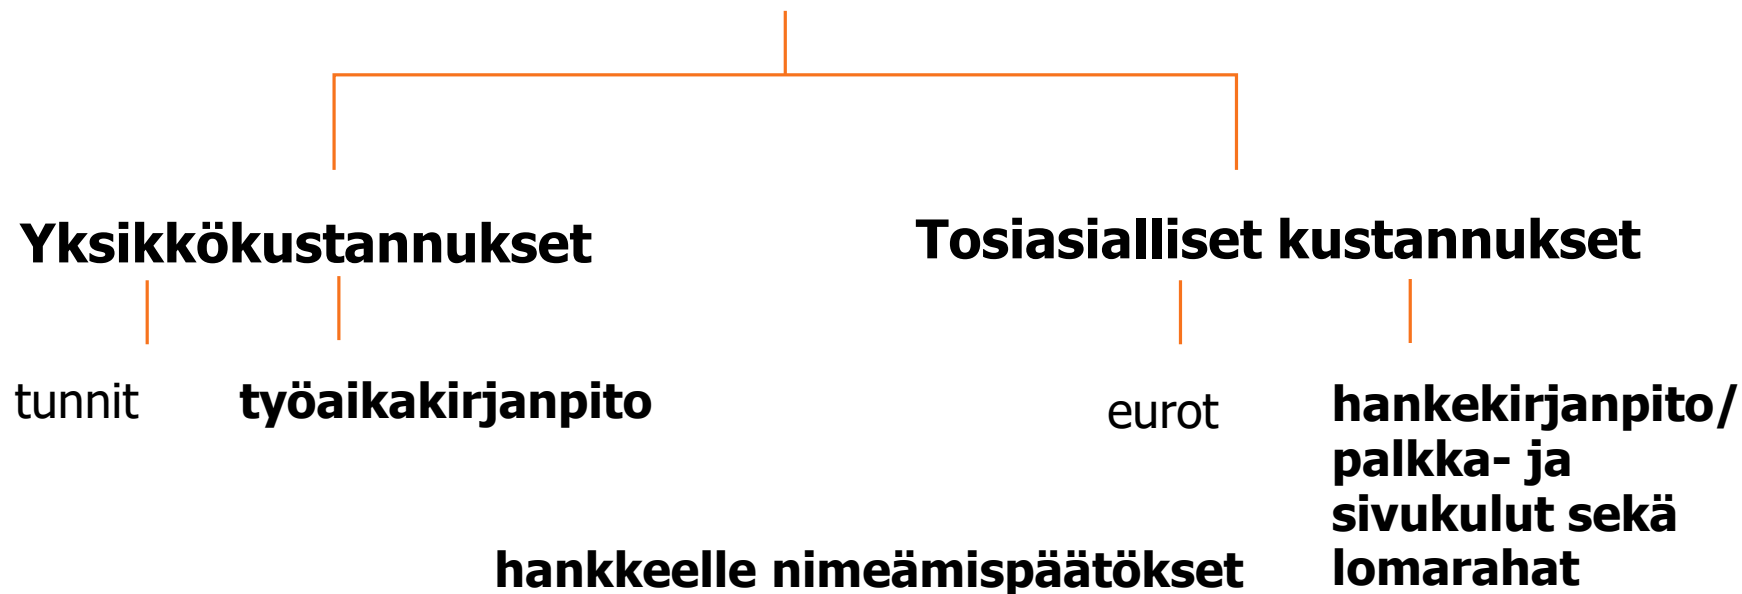 Yksikkökustannukset
Tosiasialliset kustannukset
tunnit
työaikakirjanpito
eurot
hankekirjanpito/
palkka- ja
sivukulut sekä
lomarahat
hankkeelle nimeämispäätökset